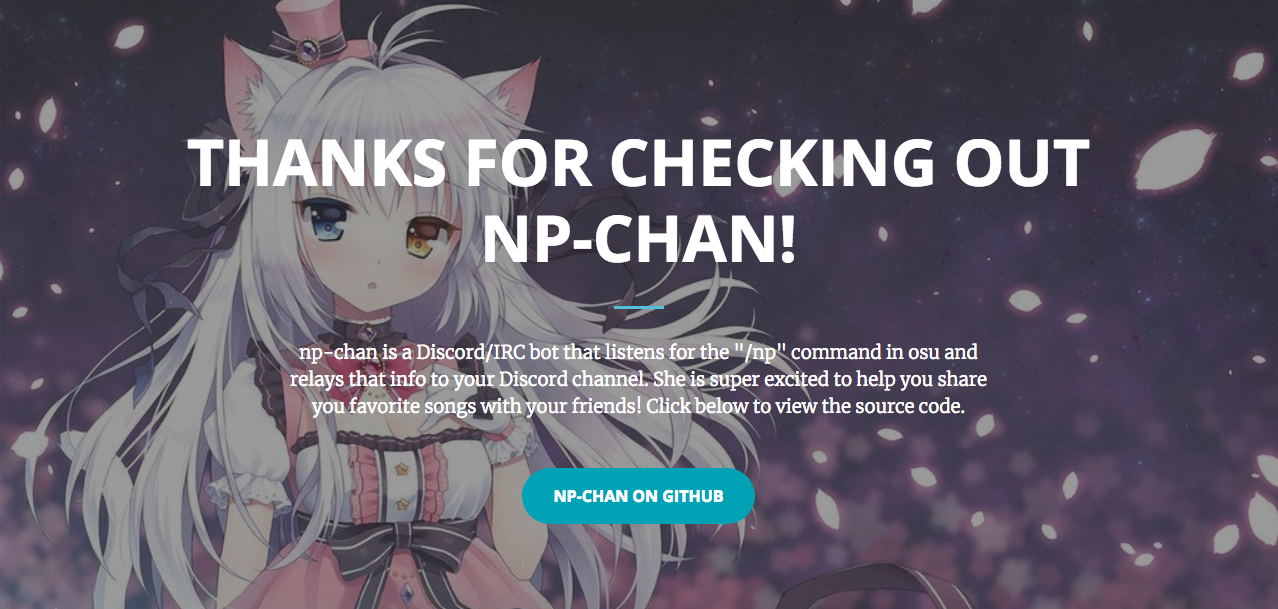 THANKS FOR CHECKING OUT
NP-CHAN!
np-chan is a Discord/IRC bot that listens for the "/np" command in osu and
relays that info to your Discord channel. She is super excited to help you share
you favorite songs with your friends! Click below to view the source code.
NP-CHAN ON GITHUB